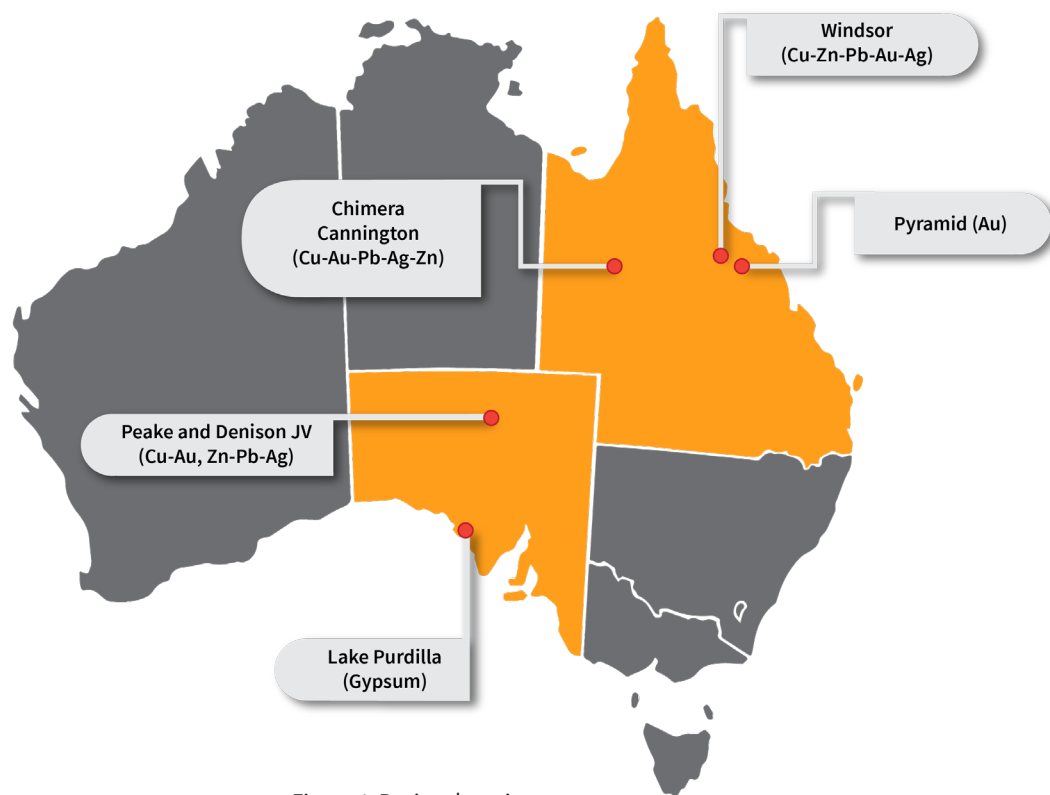 Windsor
(Cu-Zn-Pb-Au-Ag)
Chimera
Cannington
(Cu-Au-Pb-Ag-Zn)
Pyramid (Au)
Peake and Denison JV
(Cu-Au, Zn-Pb-Ag)
Lake Purdilla
(Gypsum)